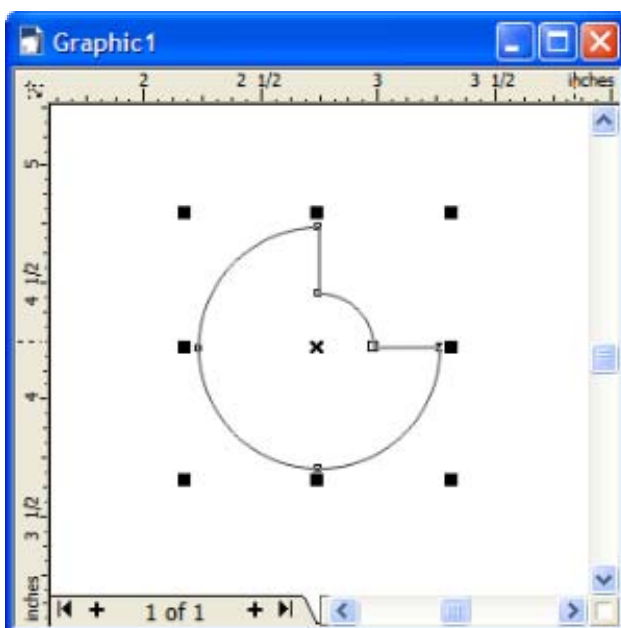 Graphic1
2 2 1/2 3 3 1/2 inches
5
4 1/2
4
3 1/2
inches
1 of 1